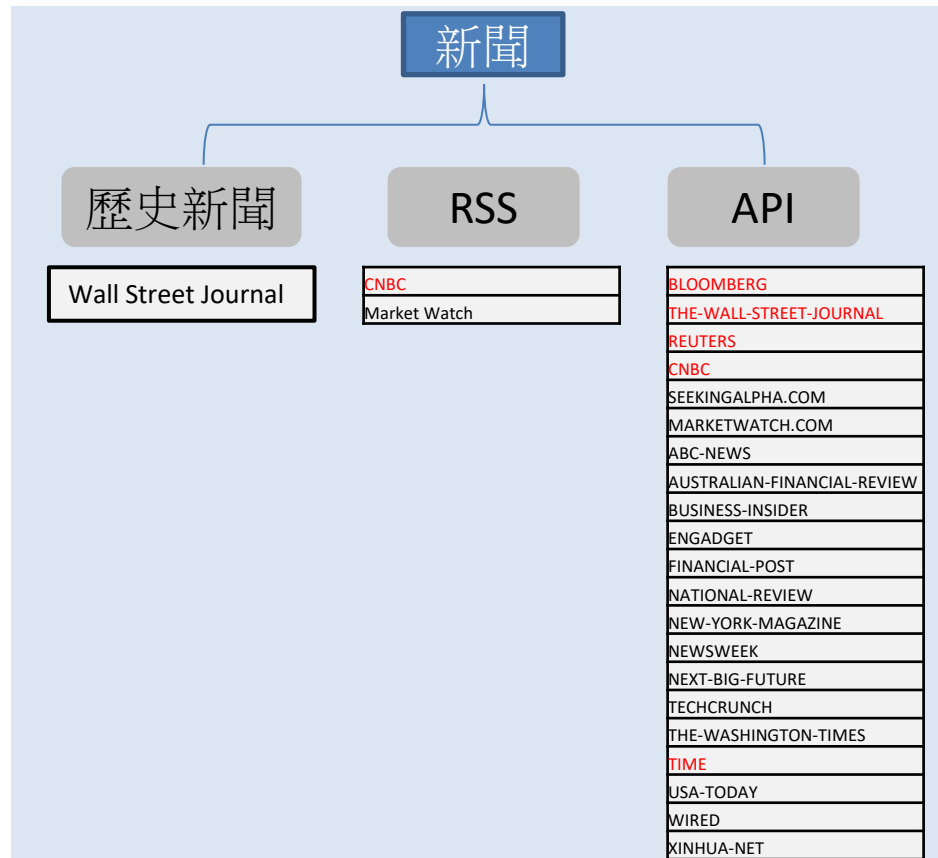 新聞
歷史新聞
RSS
API
Wall Street Journal
CNBC
Market Watch
BLOOMBERG
THE-WALL-STREET-JOURNAL
REUTERS
CNBC
SEEKINGALPHA.COM
MARKETWATCH.COM
ABC-NEWS
AUSTRALIAN-FINANCIAL-REVIEW
BUSINESS-INSIDER
ENGADGET
FINANCIAL-POST
NATIONAL-REVIEW
NEW-YORK-MAGAZINE
NEWSWEEK
NEXT-BIG-FUTURE
TECHCRUNCH
THE-WASHINGTON-TIMES
TIME
USA-TODAY
WIRED
XINHUA-NET